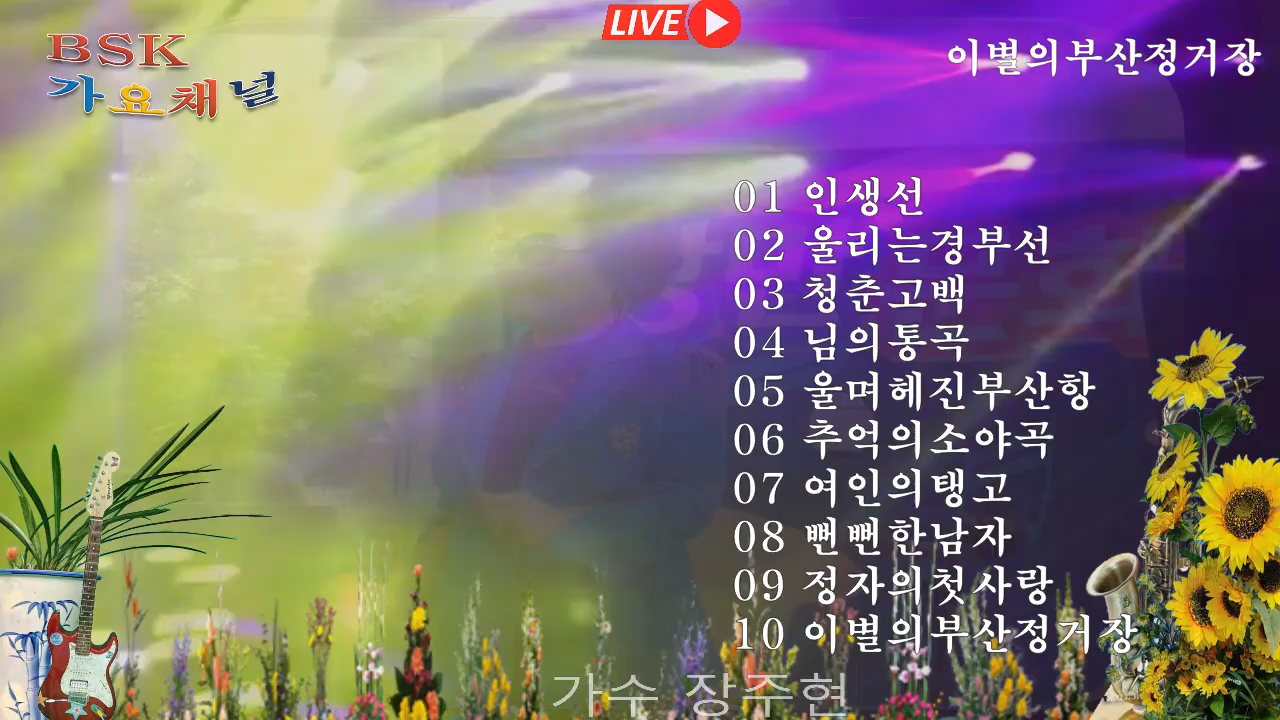 LIVE
BSK
가요채널
이별의부산정거장
01 인생선
02 울리는경부선
03 청춘고백
04 님의통곡
05 울며헤진부산항
06 추억의소야곡
07 여인의탱고
08 뻔뻔한남자
09 정자의첫사랑
10 이별의부산정거장
가수 장주현